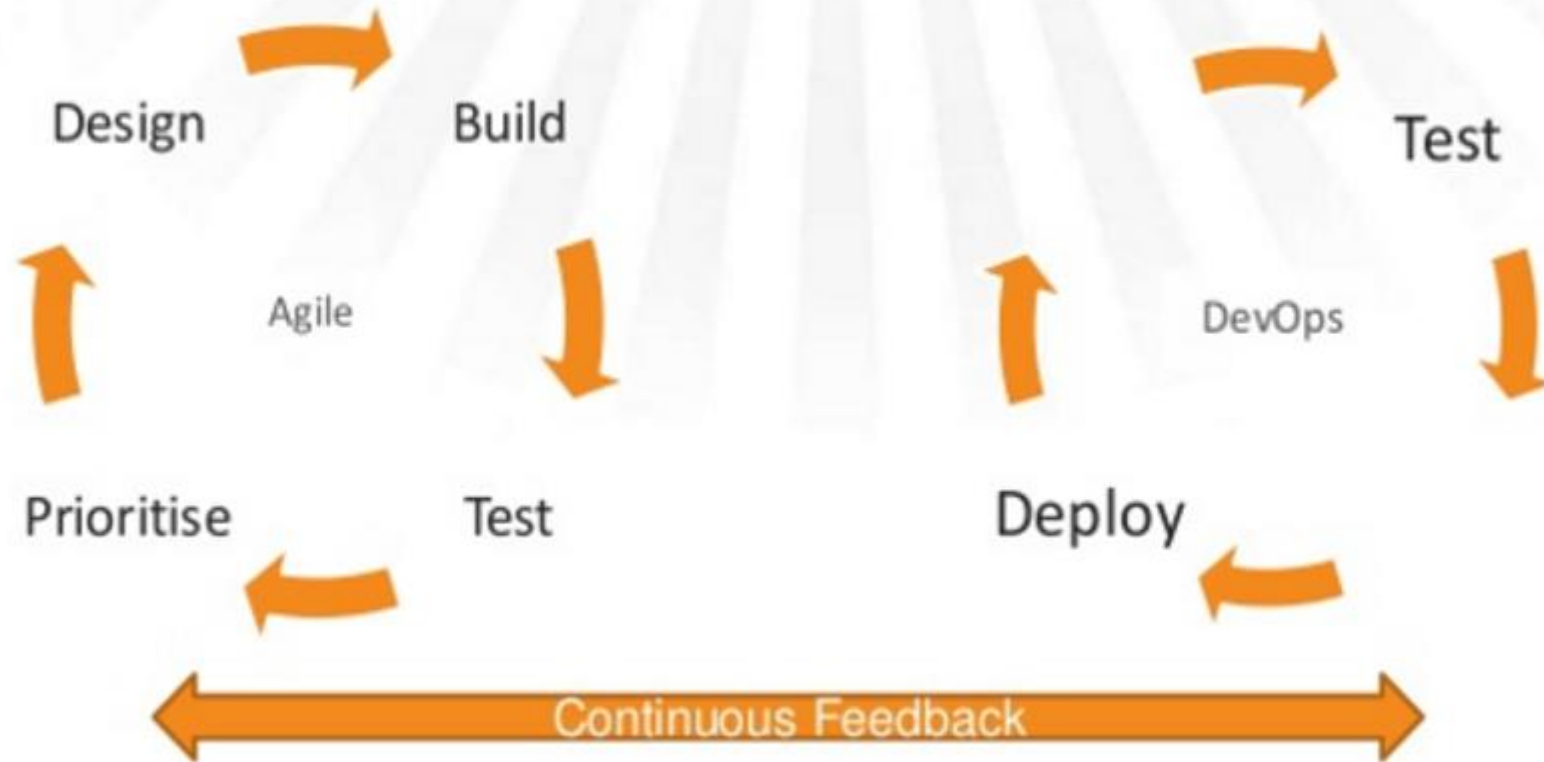 Design
Build
Agile
Prioritise
Test
Test
DevOps
Deploy
Continuous Feedback